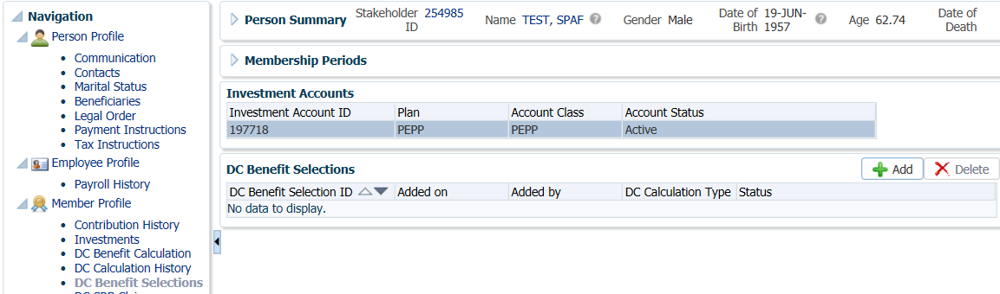 Navigation
Person Profile
Communication
Contacts
Marital Status
Beneficiaries
Legal Order
Payment Instructions
Tax Instructions
Employee Profile
Payroll History
Member Profile
Contribution History
Investments
DC Benefit Calculation
DC Calculation History
DC Benefit Selections
Person Summary Stakeholder ID 254985 Name TEST, SPAF Gender Male Date of Birth 19-JUN-1957 Age 62.74 Date of Death
Membership Periods
Investment Accounts
Investment Account ID Plan Account Class Account Status
197718 PEPP PEPP Active
DC Benefit Selections Add Delete
DC Benefit Selection ID Added on Added by DC Calculation Type Status
No data to display.